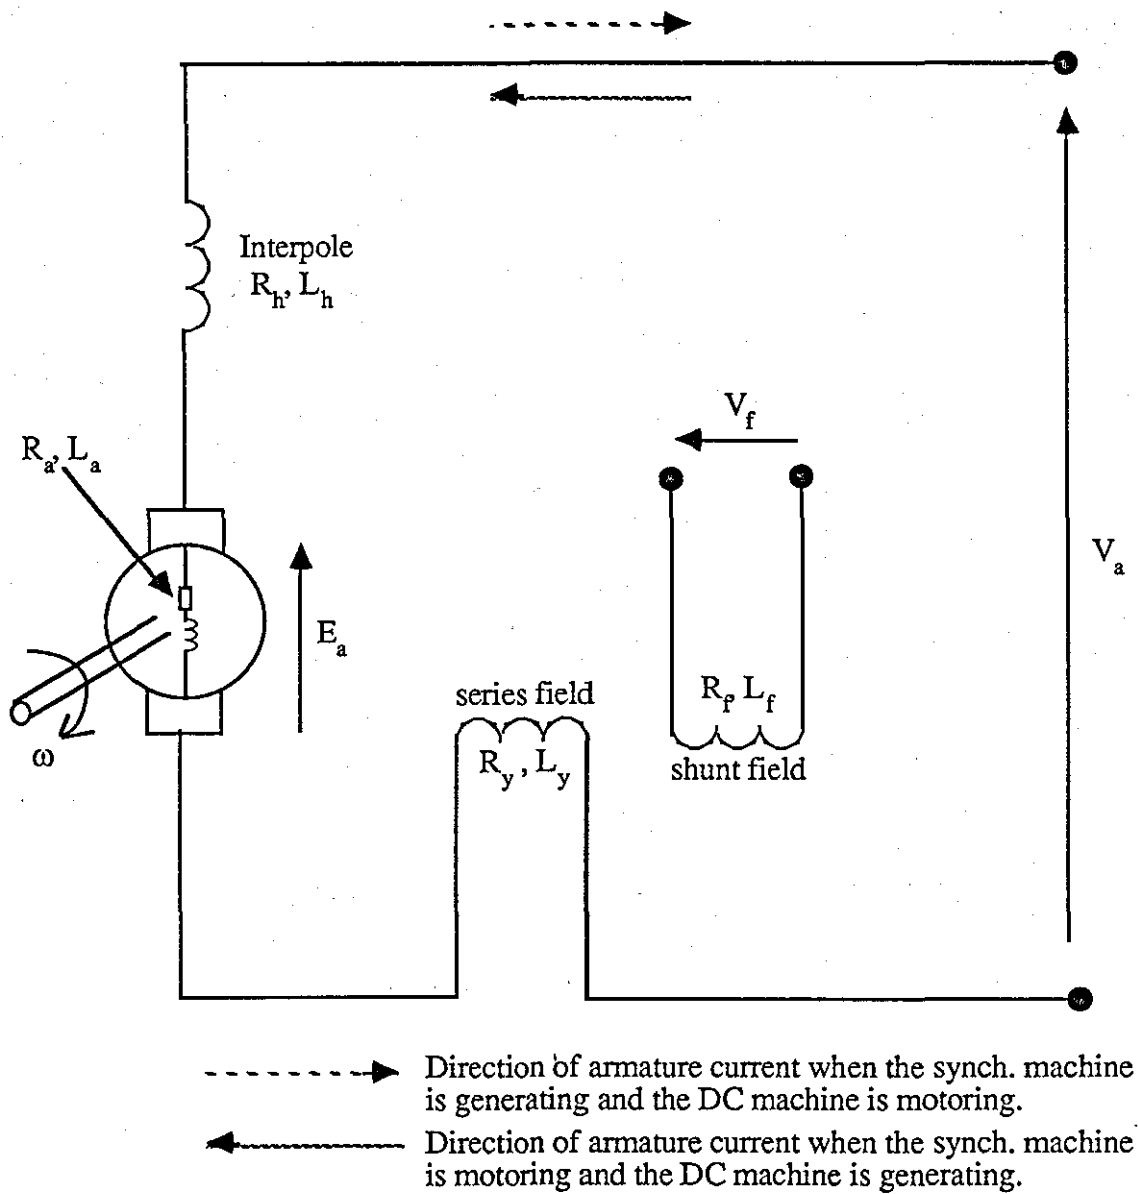 Interpole
R_h, L_h
V_f
R_a, L_a
V_a
E_a
series field
R_f, L_f
R_y, L_y
shunt field
ω
Direction of armature current when the synch. machine
is generating and the DC machine is motoring.
Direction of armature current when the synch. machine
is motoring and the DC machine is generating.